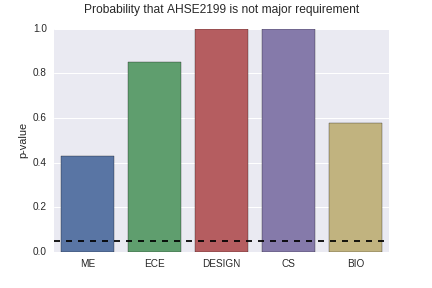 Probability that AHSE2199 is not major requirement
1.0
0.8
0.6
0.4
0.2
0.0
p-value
ME ECE DESIGN CS BIO